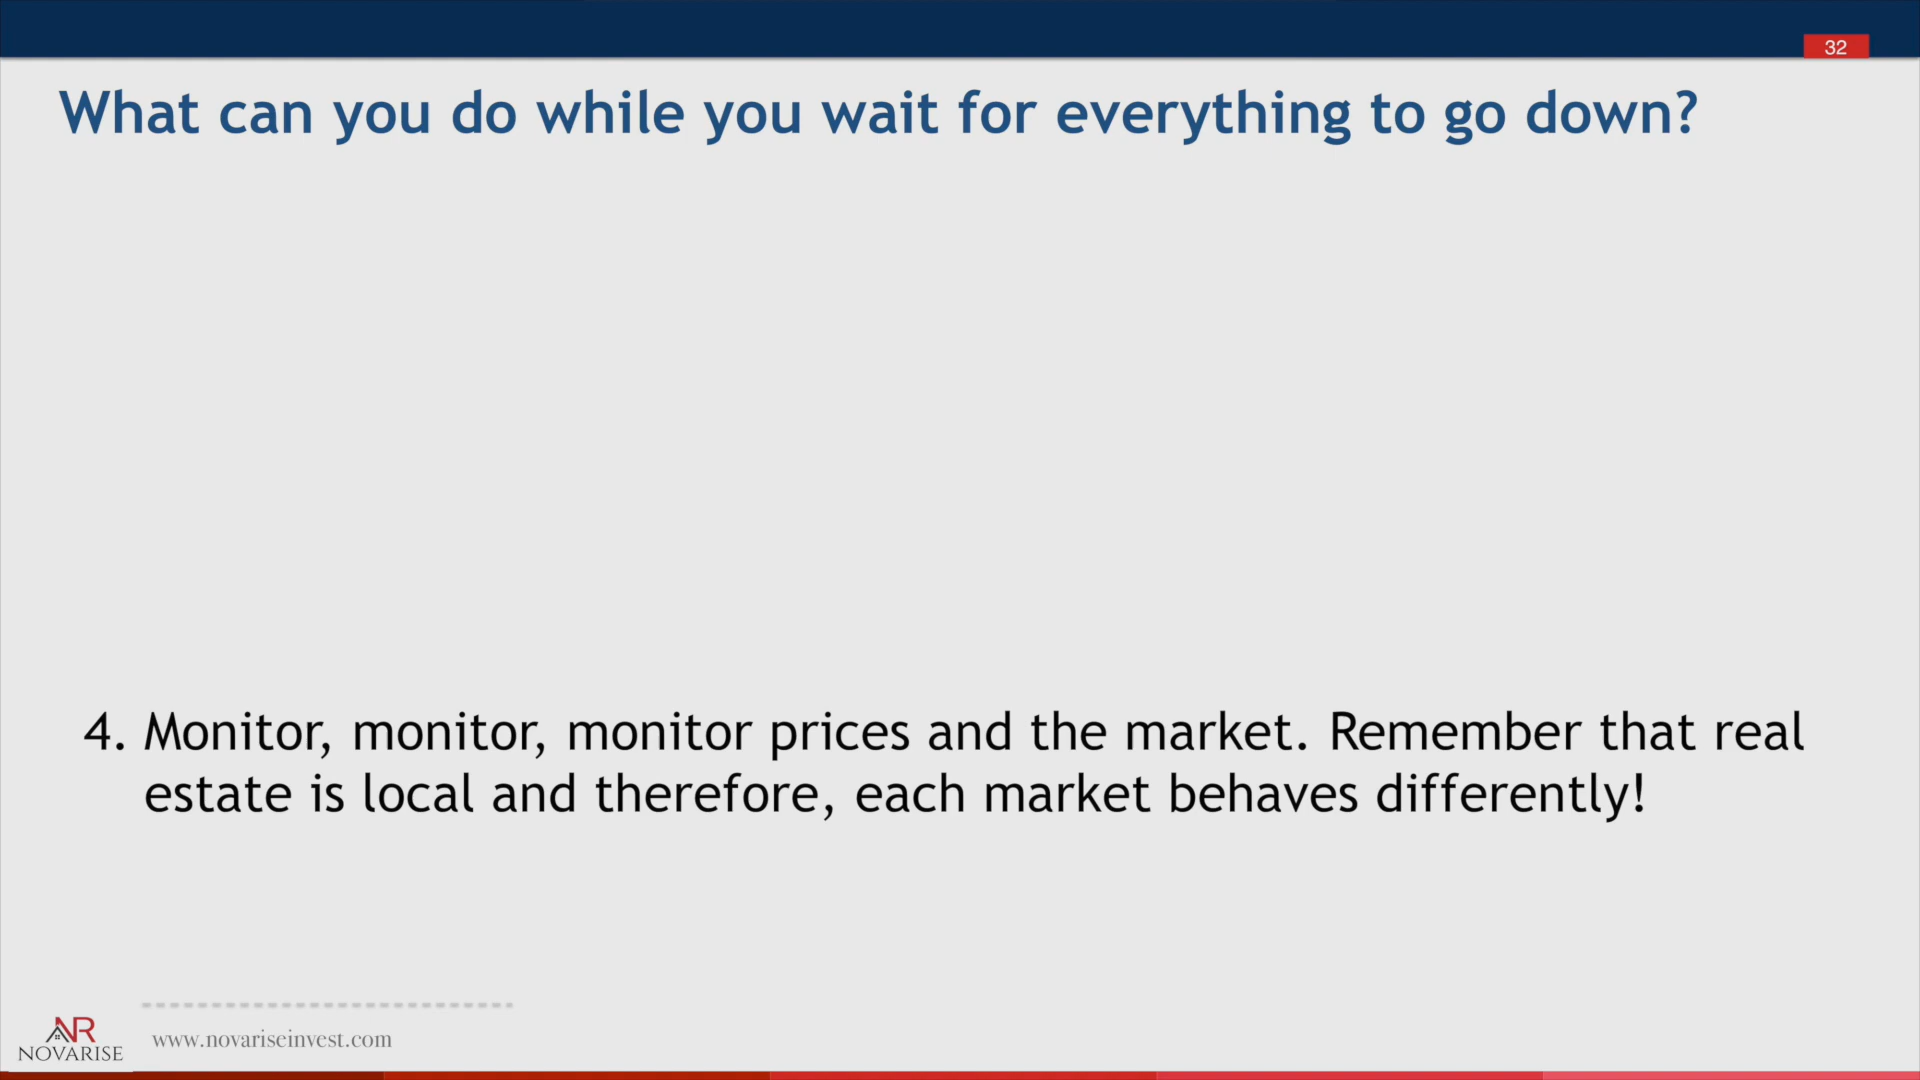 32
What can you do while you wait for everything to go down?
4. Monitor, monitor, monitor prices and the market. Remember that real
estate is local and therefore, each market behaves differently!
NR
NOVARISE
www.novariseinvest.com